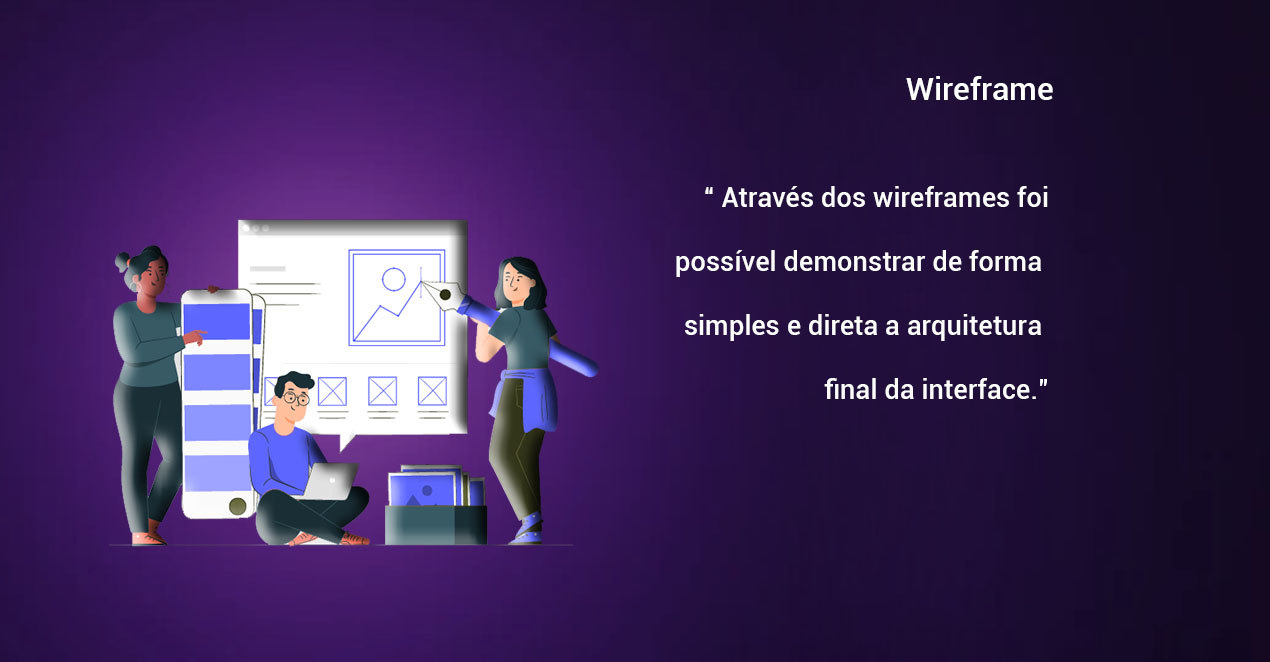 Wireframe
“ Através dos wireframes foi
possível demonstrar de forma
simples e direta a arquitetura
final da interface."